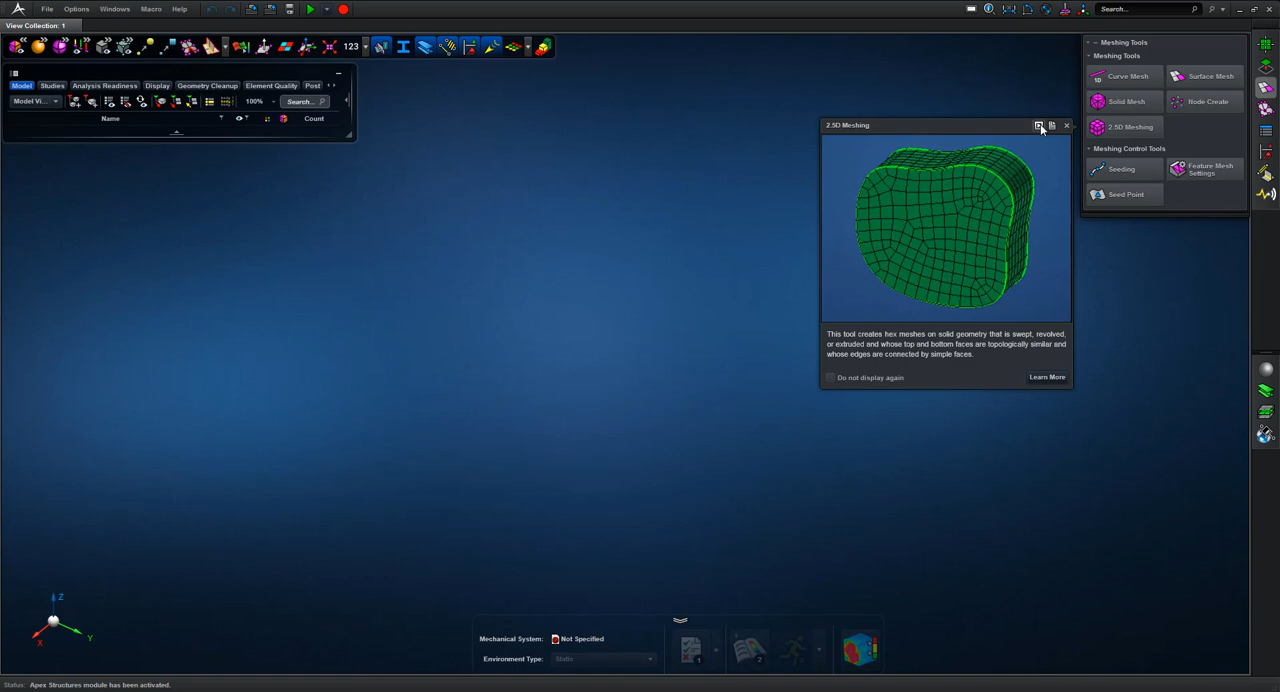 File Options Windows Macro Help
Search...
View Collection: 1
123
Model Studies Analysis Readiness Display Geometry Cleanup Element Quality Post
Model Vi... 100% Search...
Name Count
Meshing Tools
Meshing Tools
Curve Mesh Surface Mesh
1D
Solid Mesh Node Create
2.5D Meshing
Meshing Control Tools
Seeding Feature Mesh Settings
Seed Point
2.5D Meshing
This tool creates hex meshes on solid geometry that is swept, revolved,
or extruded and whose top and bottom faces are topologically similar and
whose edges are connected by simple faces.
Do not display again Learn More
Z
X Y
Mechanical System: Not Specified
Environment Type: Static
1 2
Status: Apex Structures module has been activated.